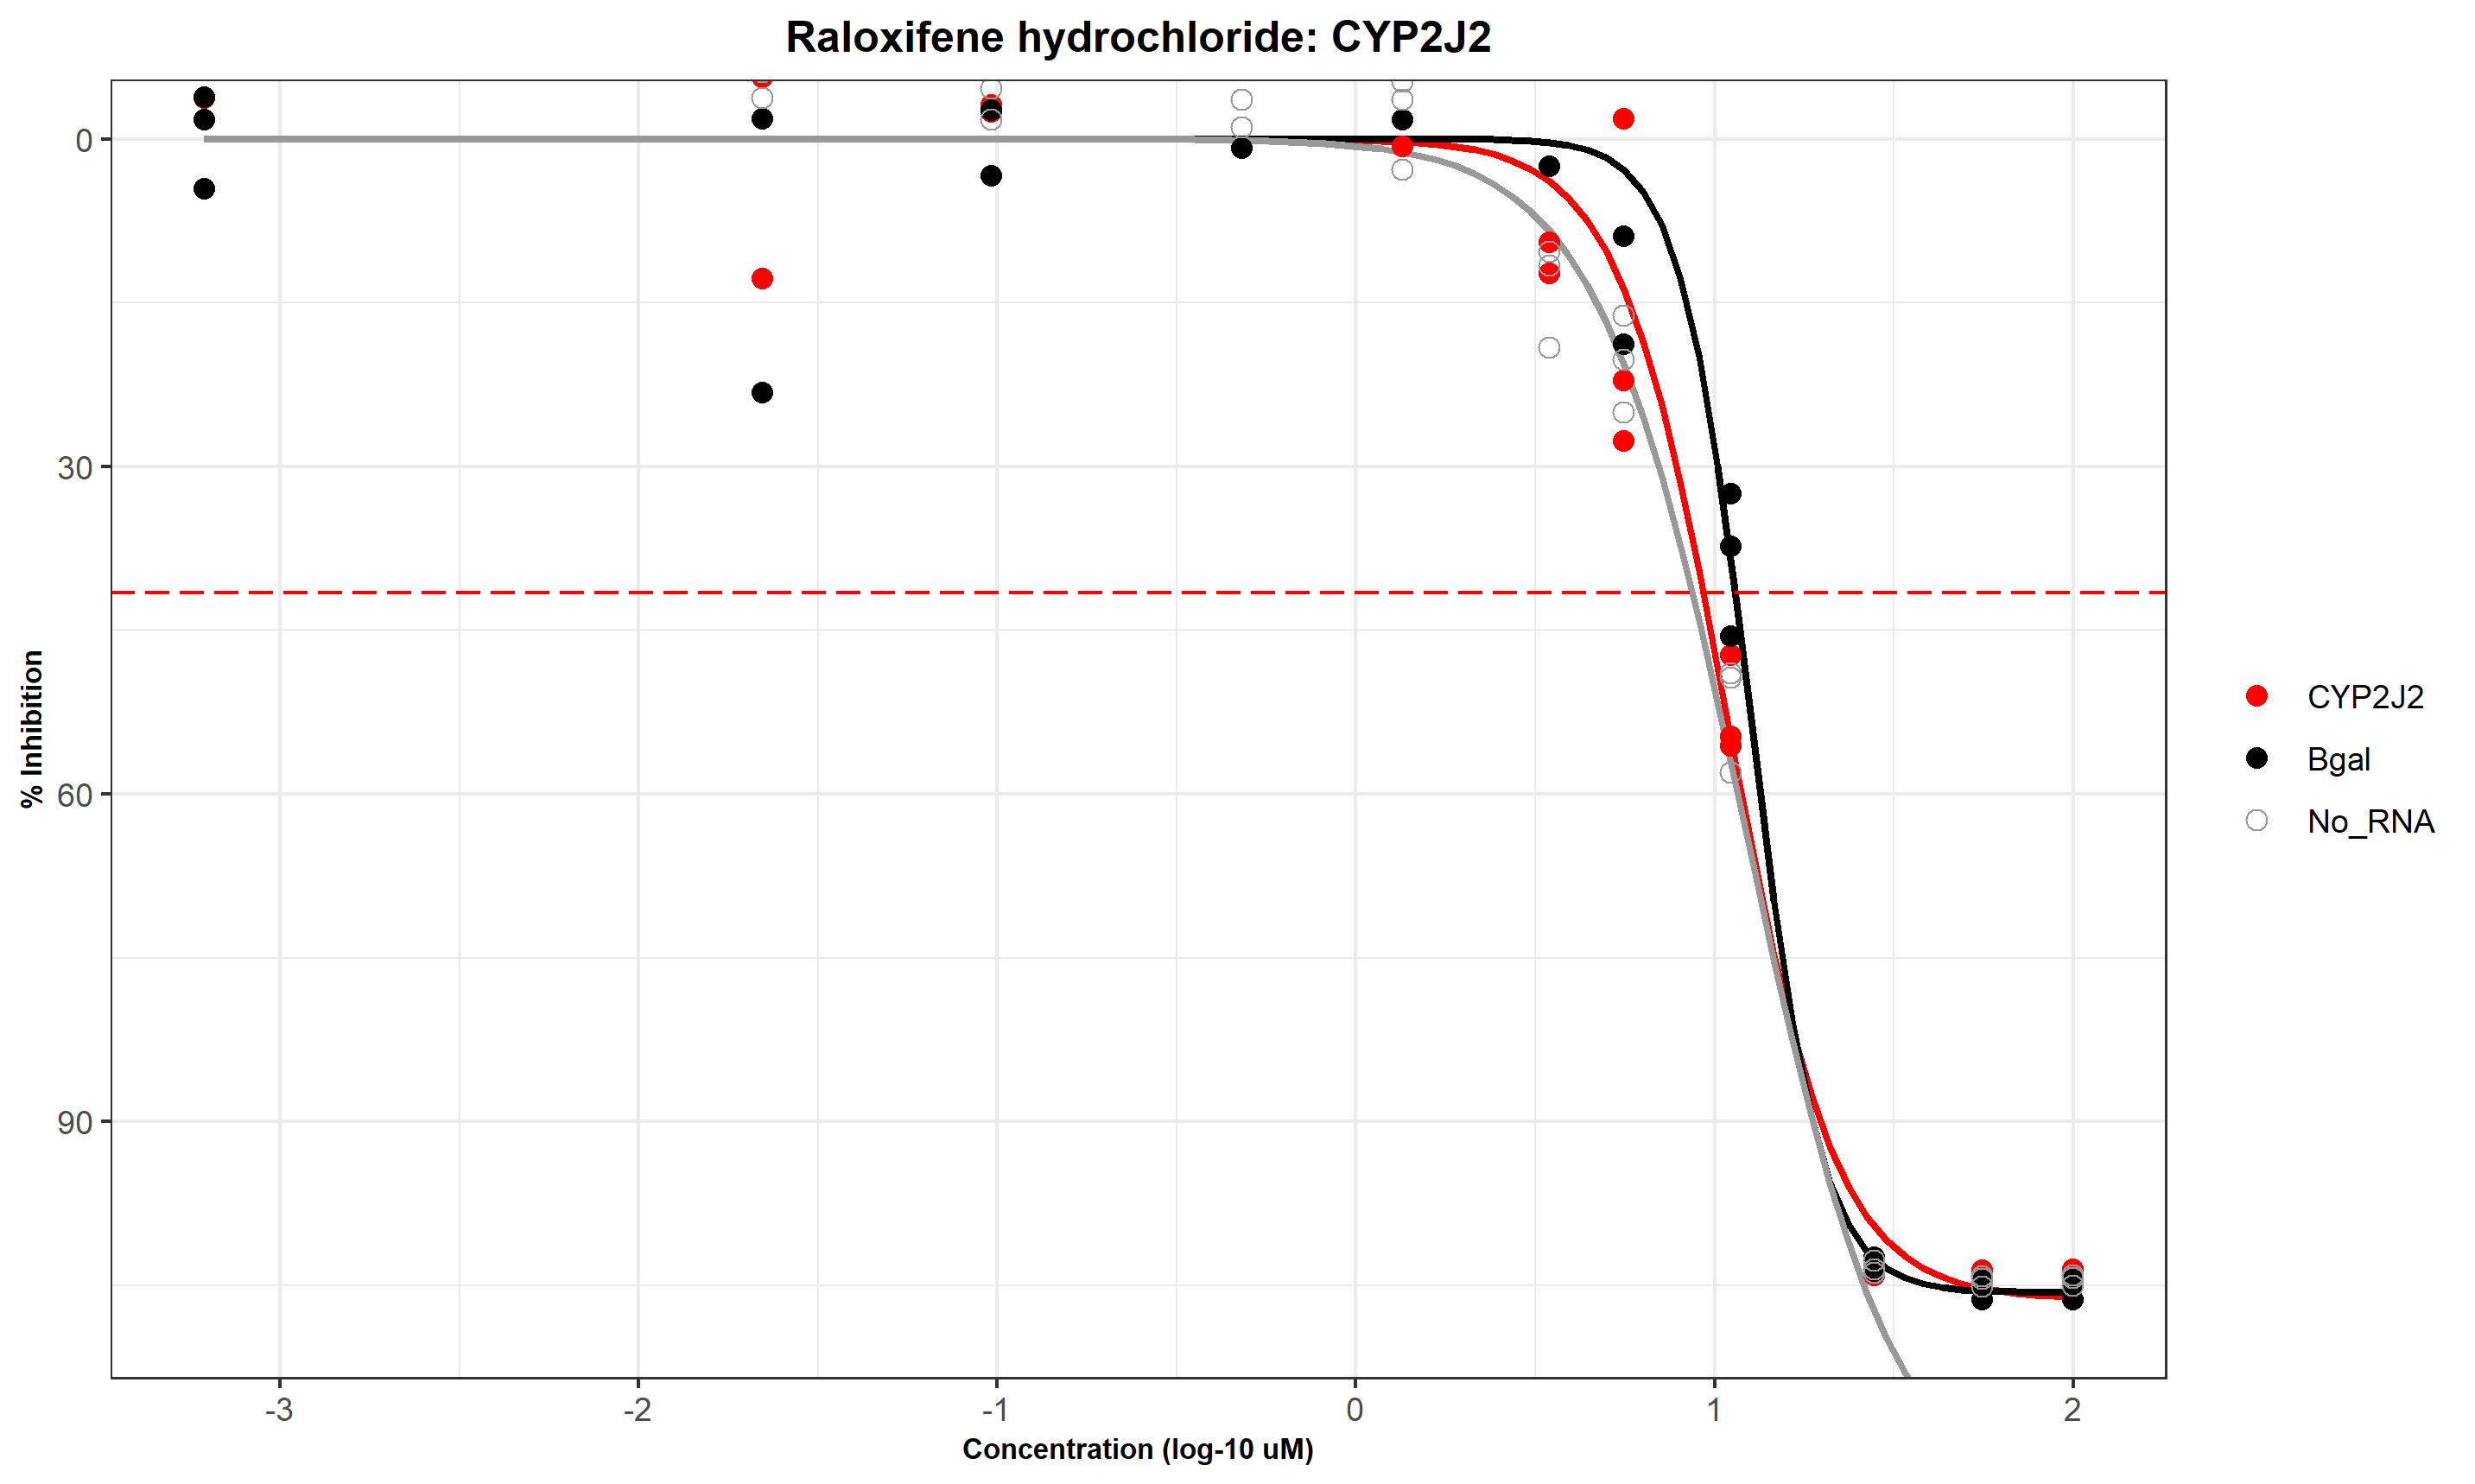 Raloxifene hydrochloride: CYP2J2
0
30
60
90
% Inhibition
-3
-2
-1
0
1
2
Concentration (log-10 uM)
CYP2J2
Bgal
No_RNA